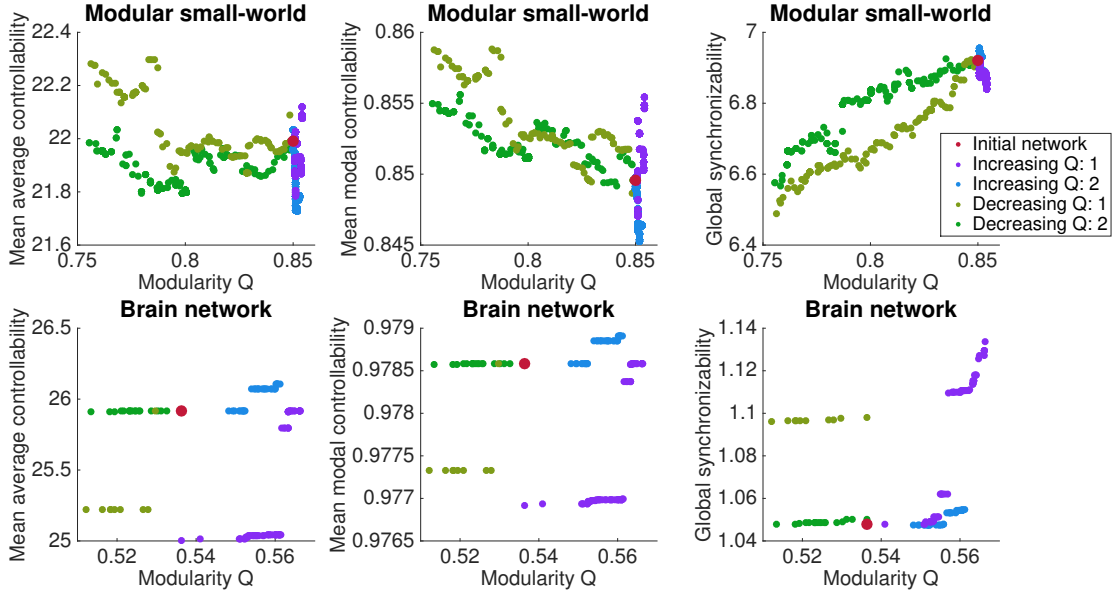 Modular small-world
Mean average controllability
22.4
22.2
22
21.8
21.6
0.75
0.8
0.85
Modularity Q
Modular small-world
Mean modal controllability
0.86
0.855
0.85
0.845
0.75
0.8
0.85
Modularity Q
Modular small-world
Global synchronizability
7
6.8
6.6
6.4
0.75
0.8
0.85
Modularity Q
Initial network
Increasing Q: 1
Increasing Q: 2
Decreasing Q: 1
Decreasing Q: 2
Brain network
Mean average controllability
26.5
26
25.5
25
0.52
0.54
0.56
Modularity Q
Brain network
Mean modal controllability
0.979
0.9785
0.978
0.9775
0.977
0.9765
0.52
0.54
0.56
Modularity Q
Brain network
Global synchronizability
1.14
1.12
1.1
1.08
1.06
1.04
0.52
0.54
0.56
Modularity Q